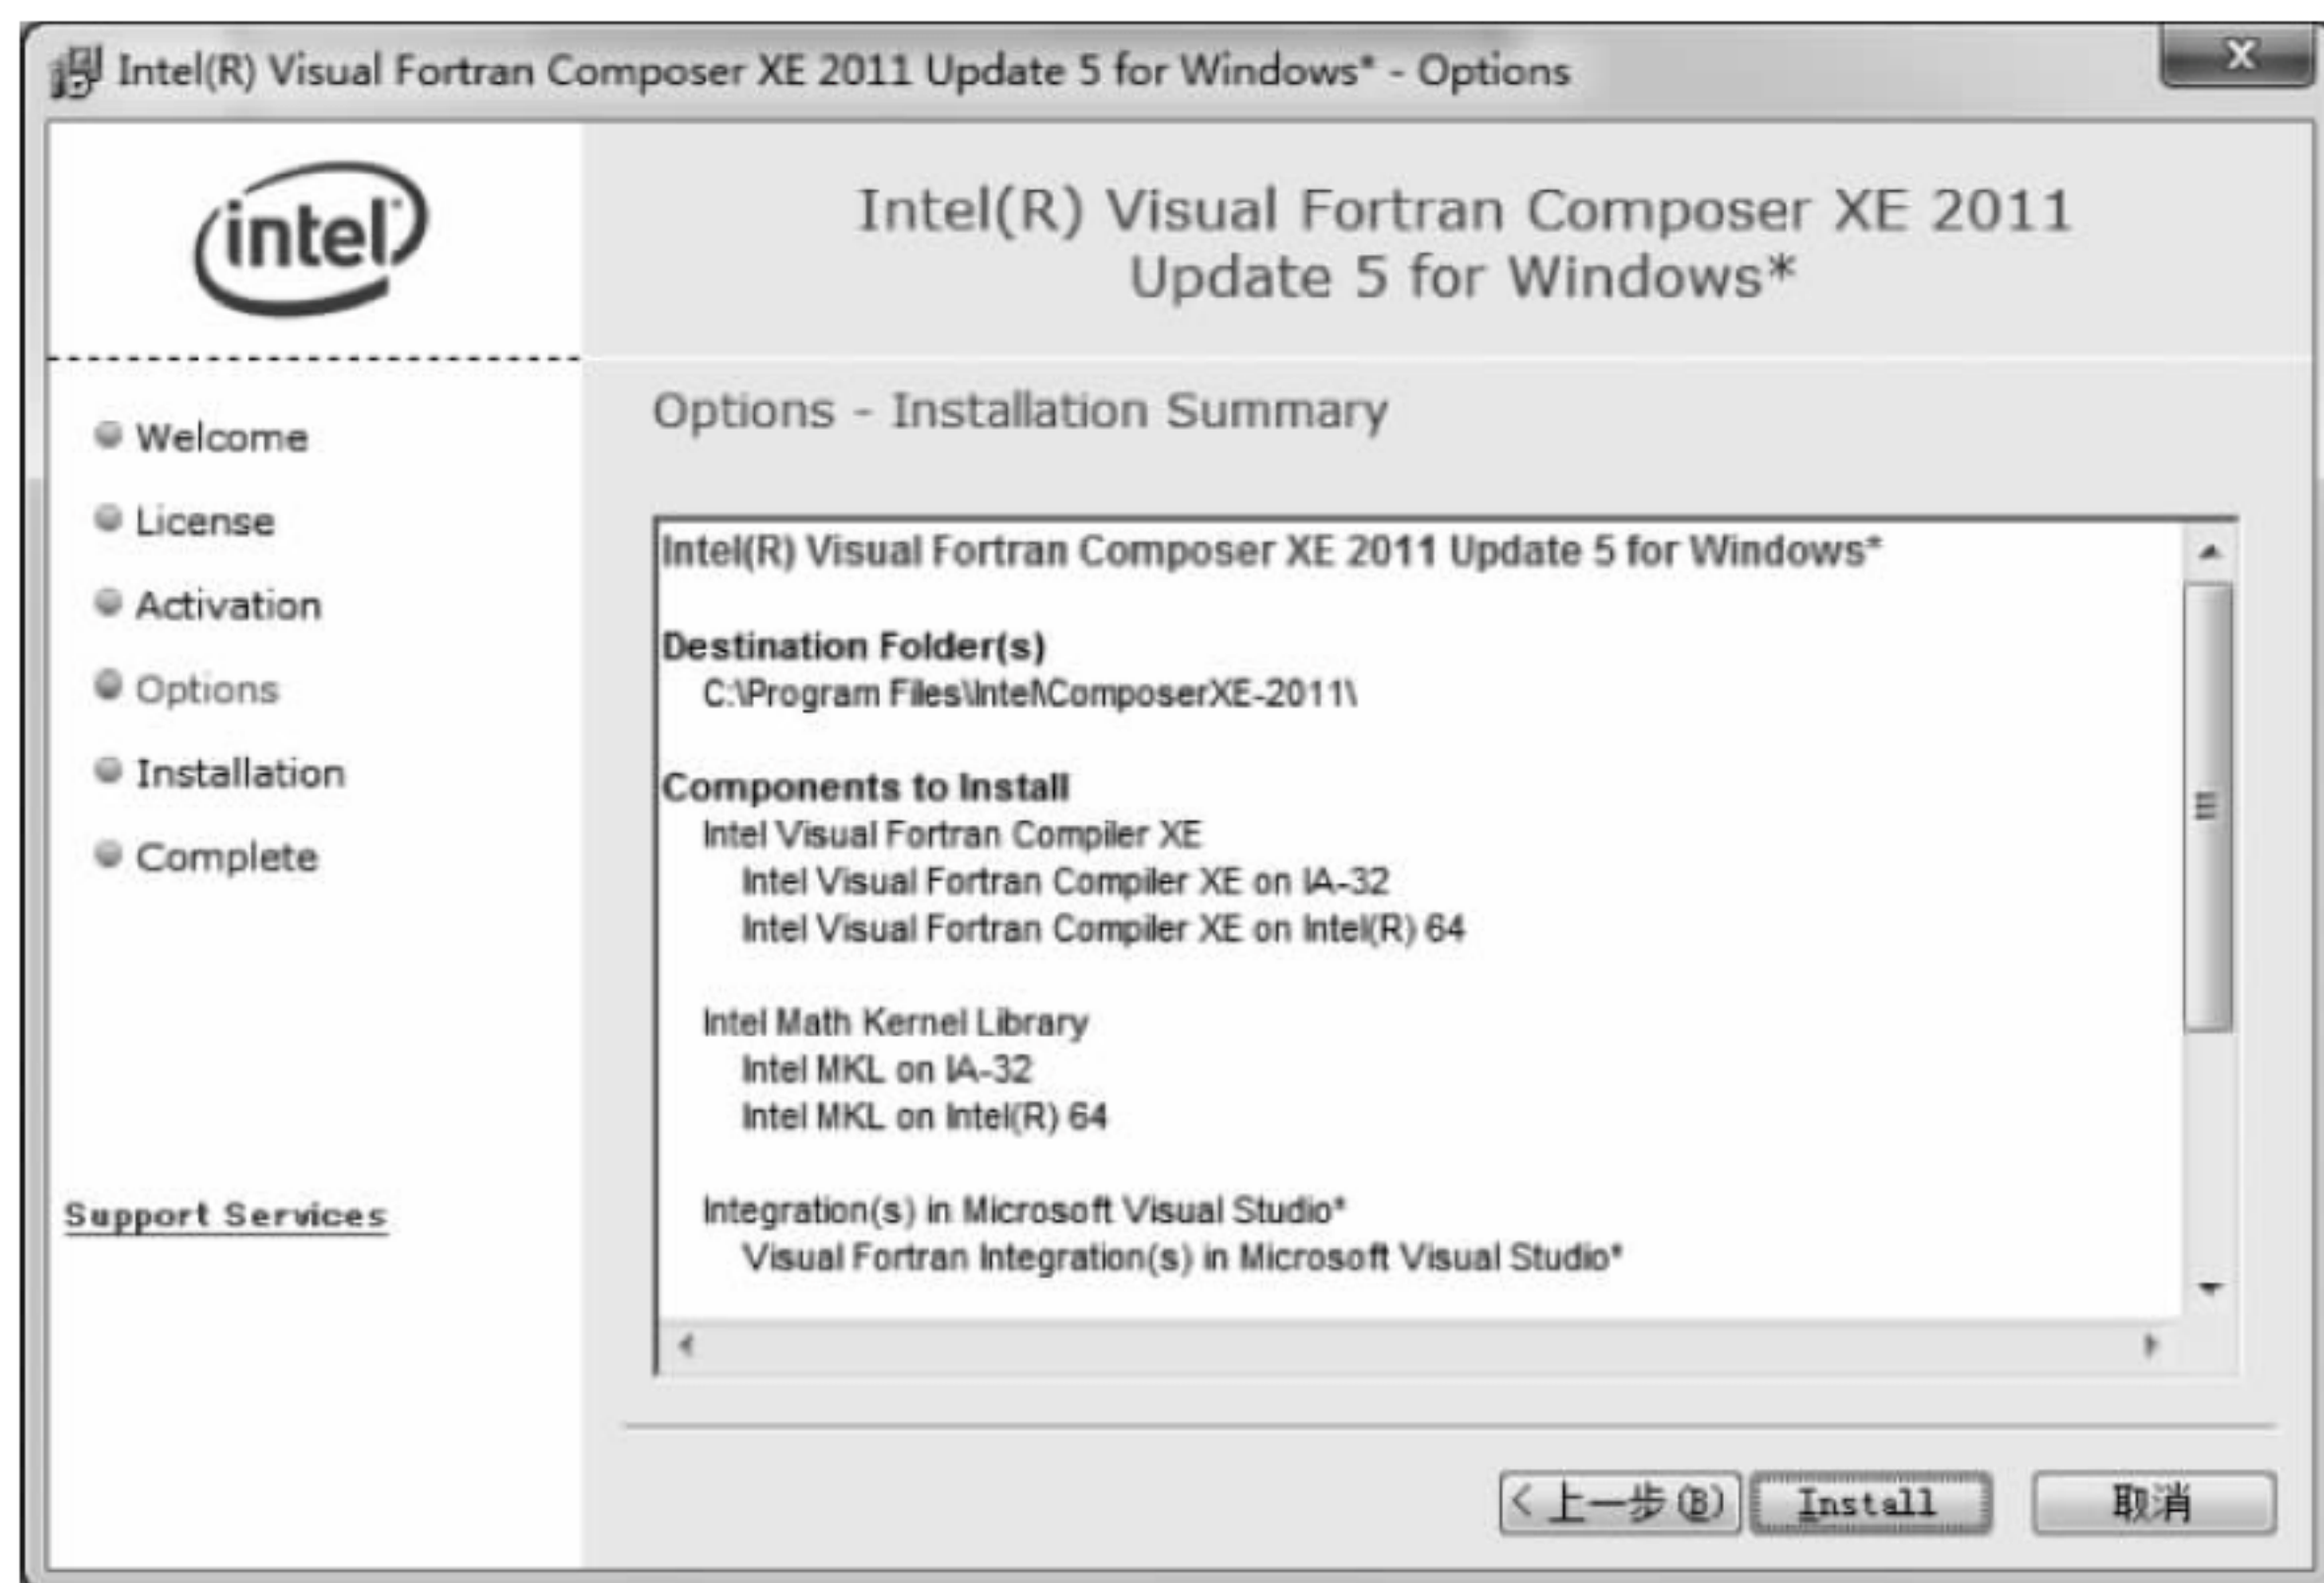 Intel(R) Visual Fortran Composer XE 2011 Update 5 for Windows* - Options
intel
Intel(R) Visual Fortran Composer XE 2011
Update 5 for Windows*
Welcome
License
Activation
Options
Installation
Complete
Support Services
Options - Installation Summary
Intel(R) Visual Fortran Composer XE 2011 Update 5 for Windows*
Destination Folder(s)
C:\Program Files\Intel\ComposerXE-2011\
Components to Install
Intel Visual Fortran Compiler XE
Intel Visual Fortran Compiler XE on IA-32
Intel Visual Fortran Compiler XE on Intel(R) 64
Intel Math Kernel Library
Intel MKL on IA-32
Intel MKL on Intel(R) 64
Integration(s) in Microsoft Visual Studio*
Visual Fortran Integration(s) in Microsoft Visual Studio*
< 上一步(B) Install 取消